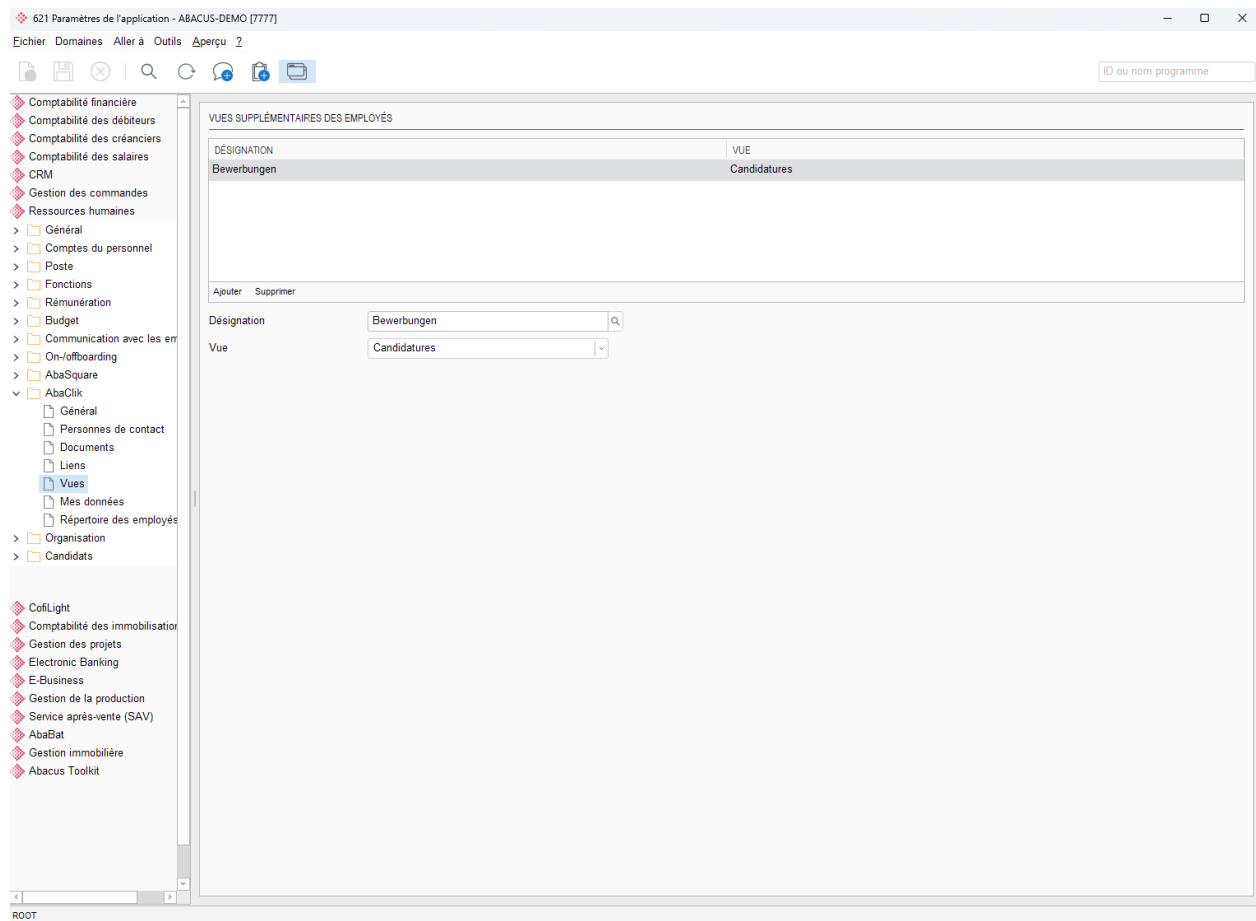 621 Paramètres de l'application - ABACUS-DEMO [7777]
Fichier Domaines Aller à Outils Aperçu ?
ID ou nom programme
Comptabilité financière
Comptabilité des débiteurs
Comptabilité des créanciers
Comptabilité des salaires
CRM
Gestion des commandes
Ressources humaines
Général
Comptes du personnel
Poste
Fonctions
Rémunération
Budget
Communication avec les em
On-/offboarding
AbaSquare
AbaClik
Général
Personnes de contact
Documents
Liens
Vues
Mes données
Répertoire des employés
Organisation
Candidats
CofiLight
Comptabilité des immobilisation
Gestion des projets
Electronic Banking
E-Business
Gestion de la production
Service après-vente (SAV)
AbaBat
Gestion immobilière
Abacus Toolkit
VUES SUPPLÉMENTAIRES DES EMPLOYÉS
DÉSIGNATION VUE
Bewerbungen Candidatures
Ajouter Supprimer
Désignation Bewerbungen
Vue Candidatures
ROOT